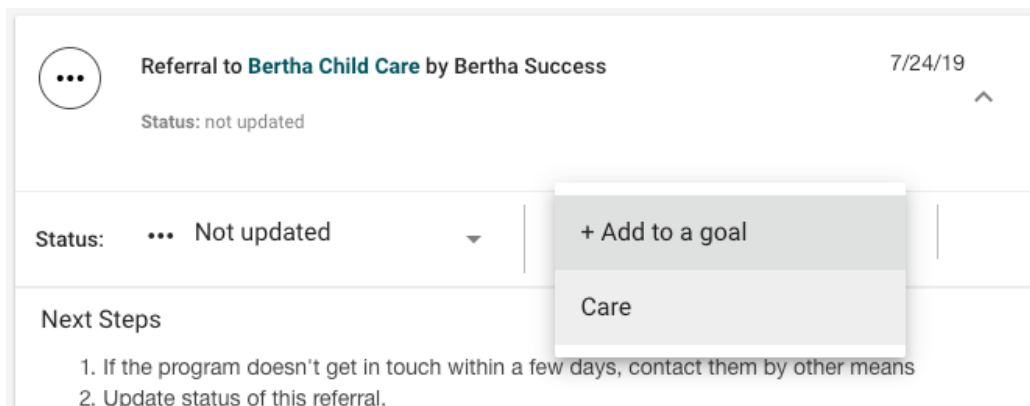 Referral to Bertha Child Care by Bertha Success
7/24/19
Status: not updated
Status: ••• Not updated
+ Add to a goal
Care
Next Steps
1. If the program doesn't get in touch within a few days, contact them by other means
2. Update status of this referral.